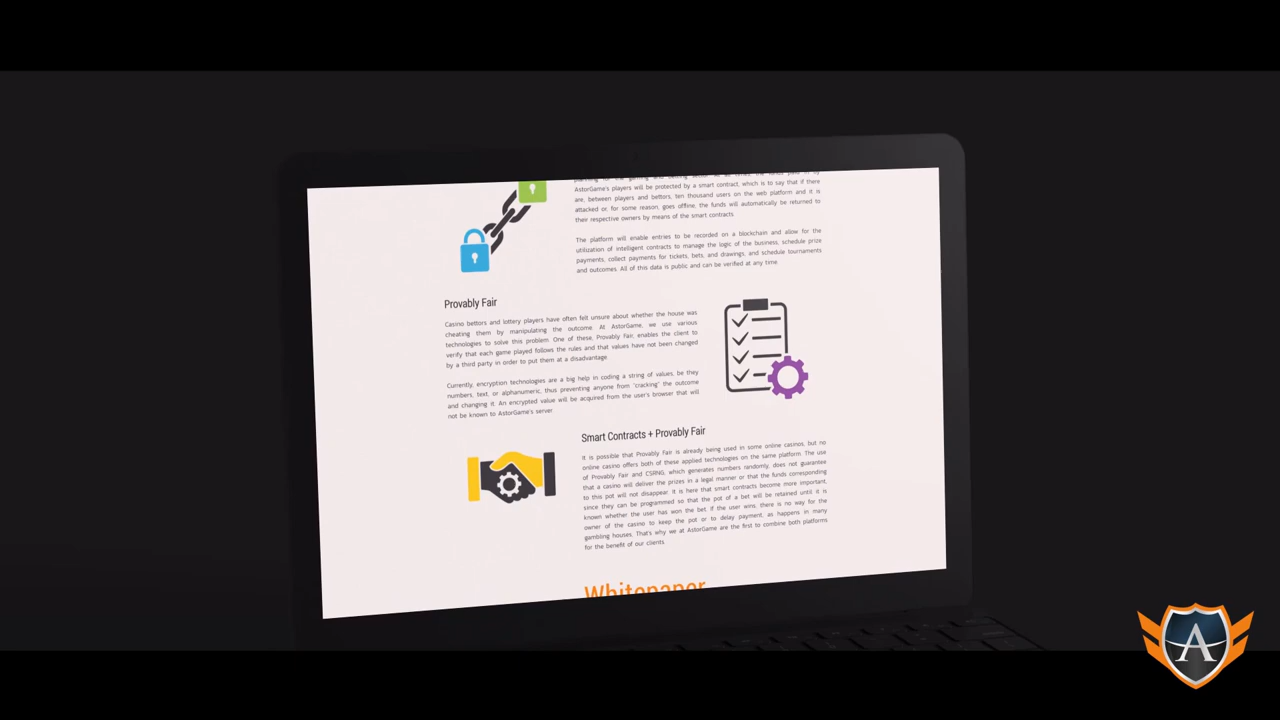 AstorGame's players will be protected by a smart contract, which is to say that if there
are, between players and bettors, ten thousand users on the web platform and it is
attacked or, for some reason, goes offline, the funds will automatically be returned to
their respective owners by means of the smart contracts.
The platform will enable entries to be recorded on a blockchain and allow for the
utilization of intelligent contracts to manage the logic of the business, schedule prize
payments, collect payments for tickets, bets, and drawings, and schedule tournaments
and outcomes. All of this data is public and can be verified at any time.
Provably Fair
Casino bettors and lottery players have often felt unsure about whether the house was
cheating them by manipulating the outcome. At AstorGame, we use various
technologies to solve this problem. One of these, Provably Fair, enables the client to
verify that each game played follows the rules and that values have not been changed
by a third party in order to put them at a disadvantage.
Currently, encryption technologies are a big help in coding a string of values, be they
numbers, text, or alphanumeric, thus preventing anyone from "cracking" the outcome
and changing it. An encrypted value will be acquired from the user's browser that will
not be known to AstorGame's server.
Smart Contracts + Provably Fair
It is possible that Provably Fair is already being used in some online casinos, but no
online casino offers both of these applied technologies on the same platform. The use
of Provably Fair and CSRNG, which generates numbers randomly, does not guarantee
that a casino will deliver the prizes in a legal manner or that the funds corresponding
to this pot will not disappear. It is here that smart contracts become more important,
since they can be programmed so that the pot of a bet will be retained until it is
known whether the user has won the bet. If the user wins, there is no way for the
owner of the casino to keep the pot or to delay payment, as happens in many
gambling houses. That's why we at AstorGame are the first to combine both platforms
for the benefit of our clients.
Whitepaper
A